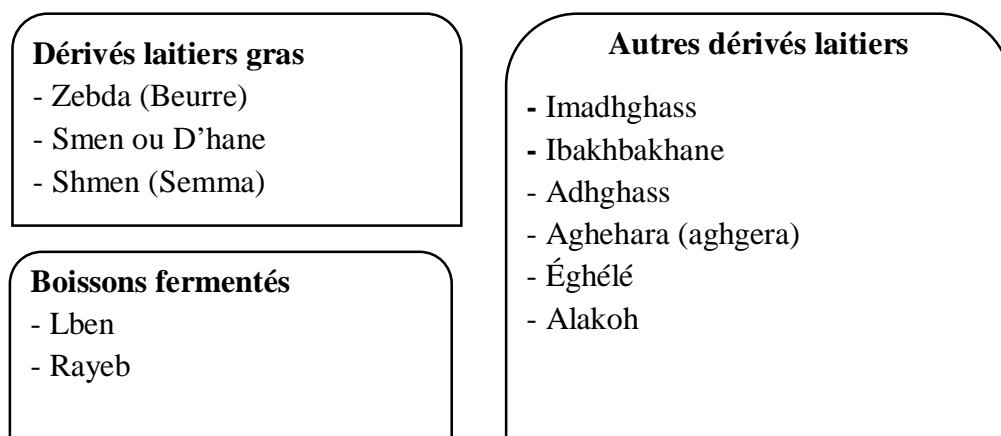 Dérivés laitiers gras
- Zebda (Beurre)
- Smen ou D’hane
- Shmen (Semma)
Boissons fermentés
- Lben
- Rayeb
Autres dérivés laitiers
- Imadhghass
- Ibakhbakhane
- Adhghass
- Aghehara (aghgera)
- Éghélé
- Alakoh